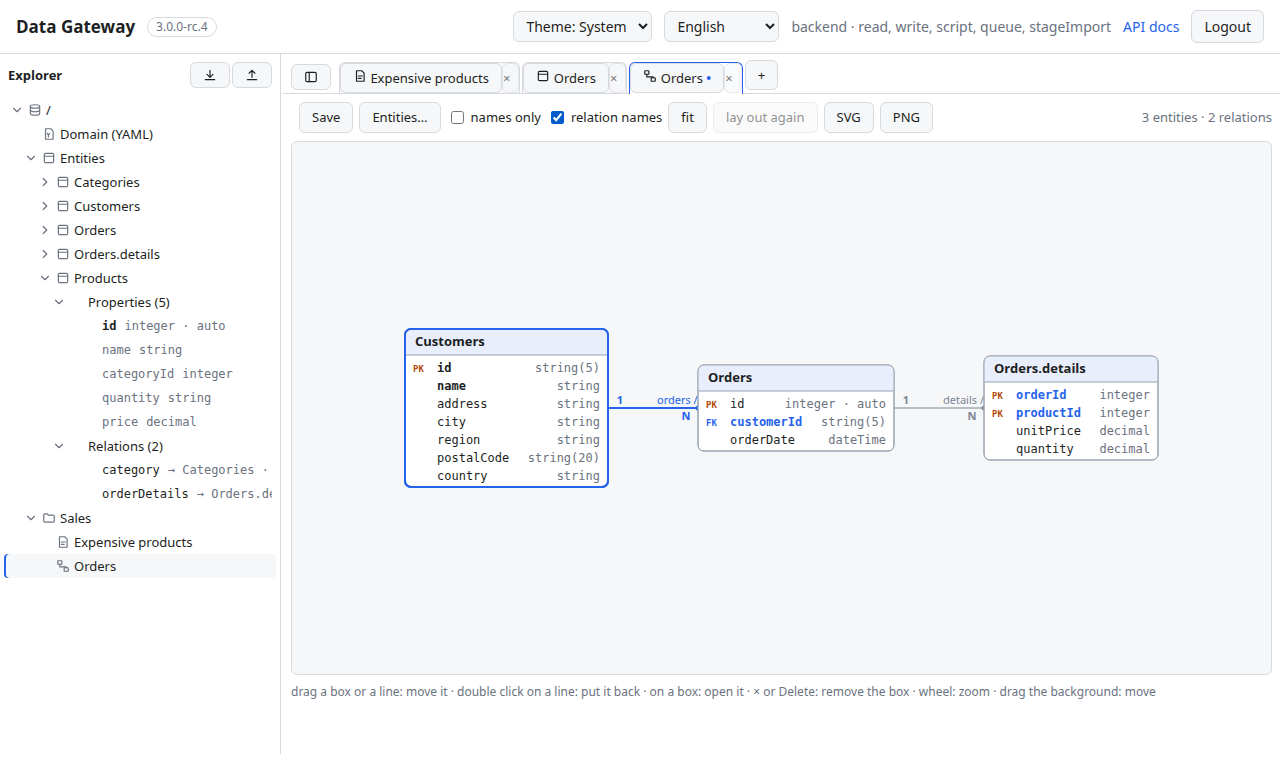 Data Gateway 3.0.0-rc.4 Theme: System English backend · read, write, script, queue, stageImport API docs Logout
Explorer
/
Domain (YAML)
Entities
Categories
Customers
Orders
Orders.details
Products
Properties (5)
id integer · auto
name string
categoryId integer
quantity string
price decimal
Relations (2)
category → Categories ·
orderDetails → Orders.de
Sales
Expensive products
Orders
Expensive products × Orders × Orders • × +
Save Entities... names only relation names fit lay out again SVG PNG 3 entities · 2 relations
Customers
PK id string(5)
name string
address string
city string
region string
postalCode string(20)
country string
1 orders /
N
Orders
PK id integer · auto
FK customerId string(5)
orderDate dateTime
1 details /
N
Orders.details
PK orderId integer
PK productId integer
unitPrice decimal
quantity decimal
drag a box or a line: move it · double click on a line: put it back · on a box: open it · × or Delete: remove the box · wheel: zoom · drag the background: move